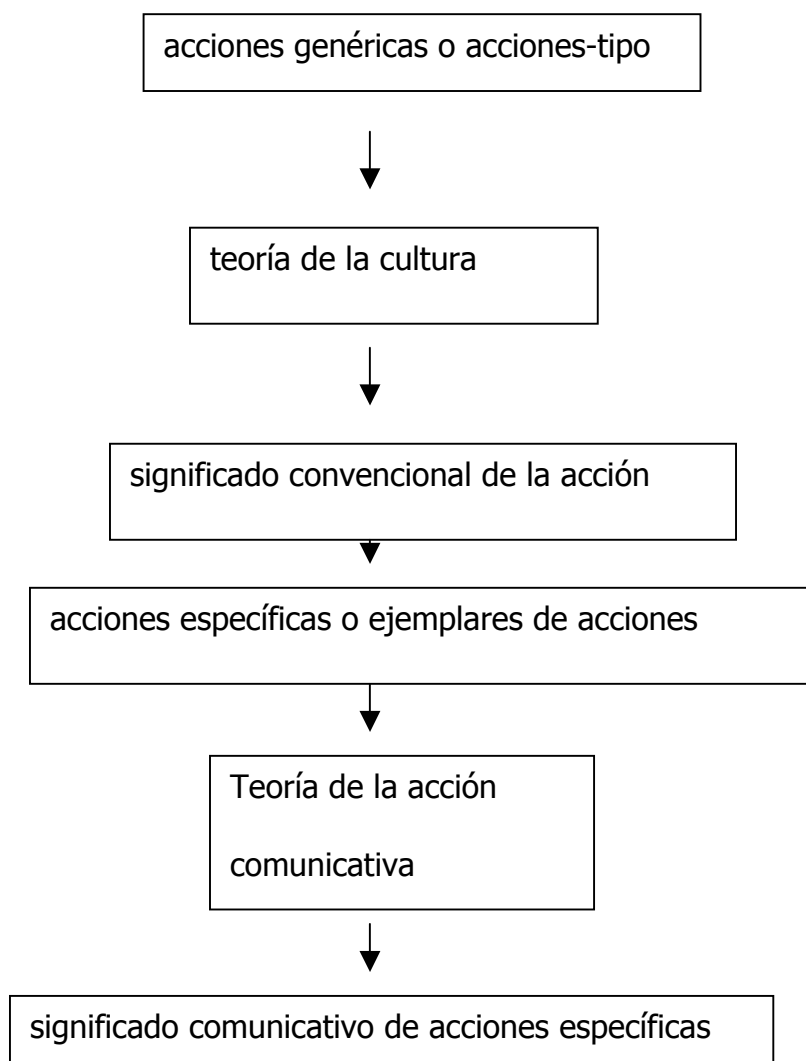 acciones genéricas o acciones-tipo
teoría de la cultura
significado convencional de la acción
acciones específicas o ejemplares de acciones
Teoría de la acción
comunicativa
significado comunicativo de acciones específicas